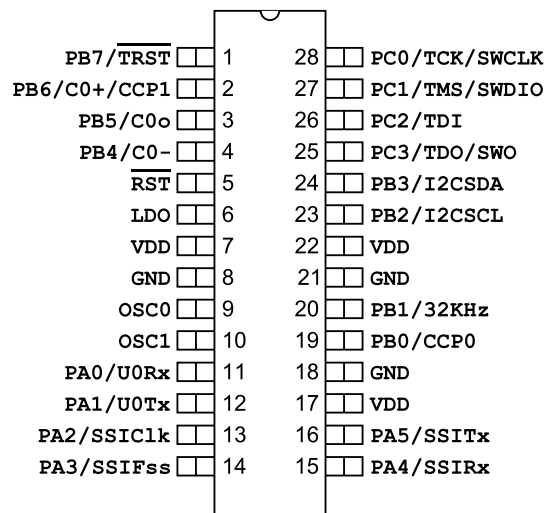 PB7/TRST 1 28 PC0/TCK/SWCLK
PB6/C0+/CCP1 2 27 PC1/TMS/SWDIO
PB5/C0o 3 26 PC2/TDI
PB4/C0- 4 25 PC3/TDO/SWO
RST 5 24 PB3/I2CSDA
LDO 6 23 PB2/I2CSCL
VDD 7 22 VDD
GND 8 21 GND
OSC0 9 20 PB1/32KHz
OSC1 10 19 PB0/CCP0
PA0/U0Rx 11 18 GND
PA1/U0Tx 12 17 VDD
PA2/SSIClk 13 16 PA5/SSITx
PA3/SSIFss 14 15 PA4/SSIRx